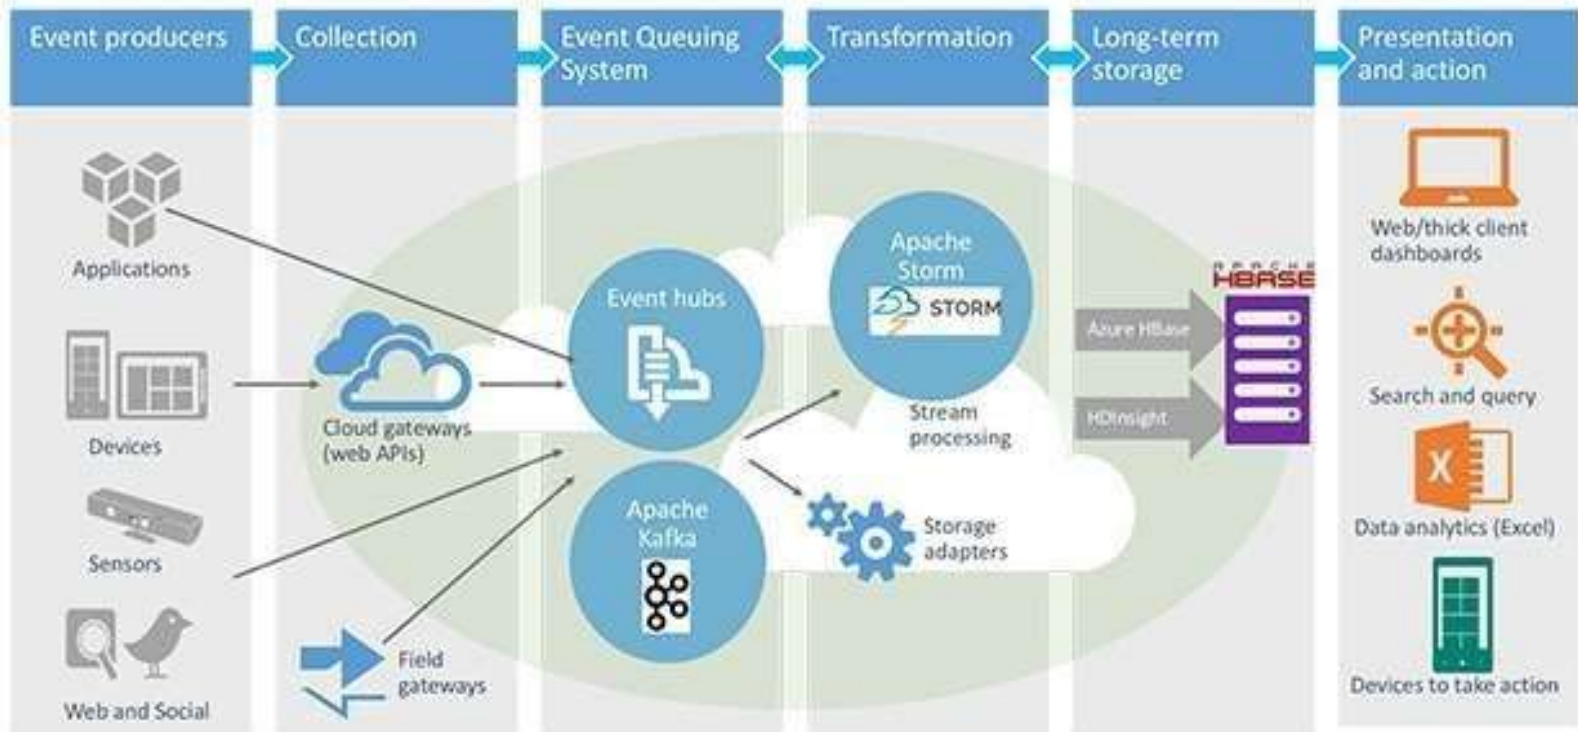 Event producers
Collection
Event Queuing
System
Transformation
Long-term
storage
Presentation
and action
Applications
Devices
Sensors
Web and Social
Cloud gateways
(web APIs)
Field
gateways
Event hubs
Apache
Kafka
Apache
Storm
STORM
Stream
processing
Storage
adapters
Azure HBase
HDInsight
APACHE
HBASE
Web/thick client
dashboards
Search and query
X
Data analytics (Excel)
Devices to take action